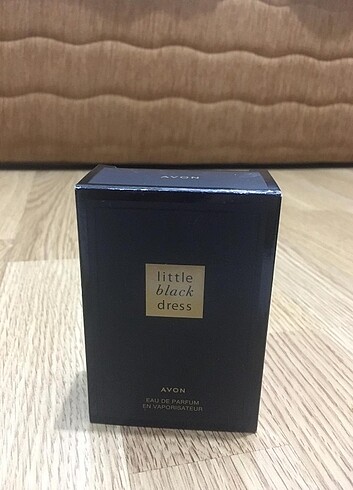 AVON
little
black
dress
AVON
EAU DE PARFUM
EN VAPORISATEUR